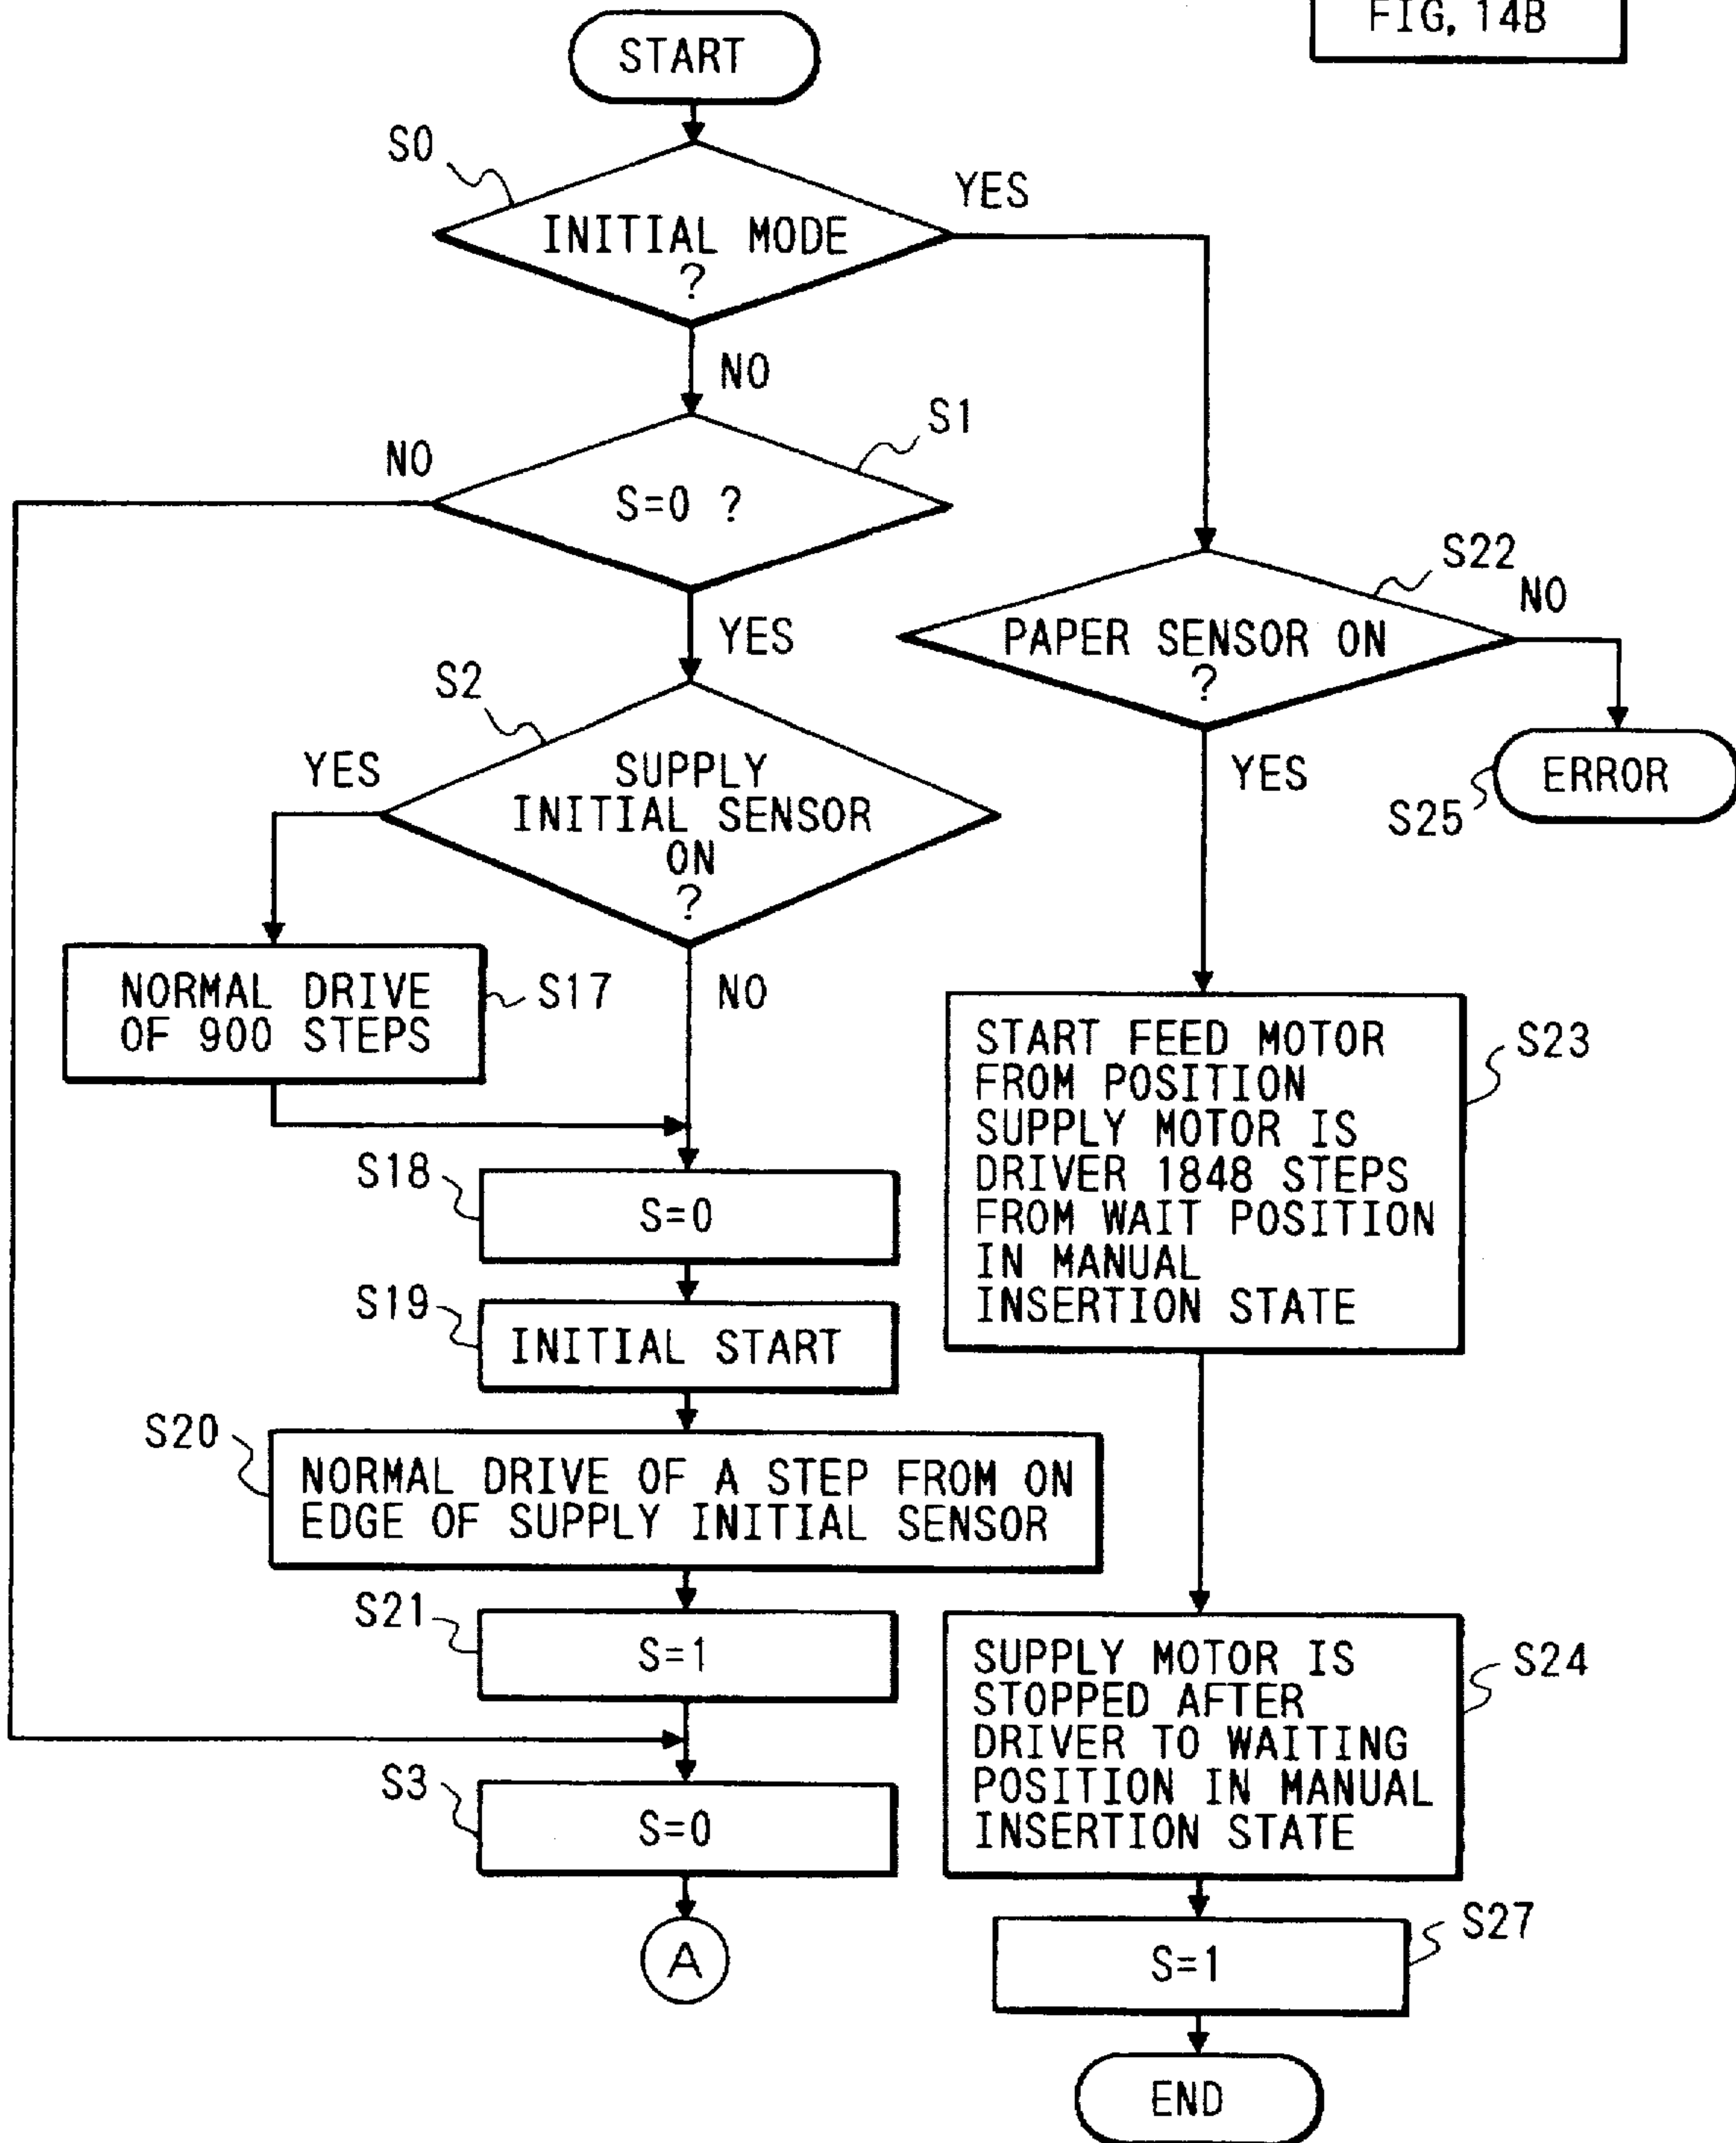 FIG. 14B
START
S0
INITIAL MODE
?
YES
NO
S1
NO
S=0 ?
YES
S22
NO
PAPER SENSOR ON
?
YES
S25
ERROR
S2
YES
SUPPLY
INITIAL SENSOR
ON
?
NO
NORMAL DRIVE
OF 900 STEPS
S17
S18
S=0
S19
INITIAL START
S20
NORMAL DRIVE OF A STEP FROM ON
EDGE OF SUPPLY INITIAL SENSOR
S21
S=1
S3
S=0
A
START FEED MOTOR
FROM POSITION
SUPPLY MOTOR IS
DRIVER 1848 STEPS
FROM WAIT POSITION
IN MANUAL
INSERTION STATE
S23
SUPPLY MOTOR IS
STOPPED AFTER
DRIVER TO WAITING
POSITION IN MANUAL
INSERTION STATE
S24
S=1
S27
END